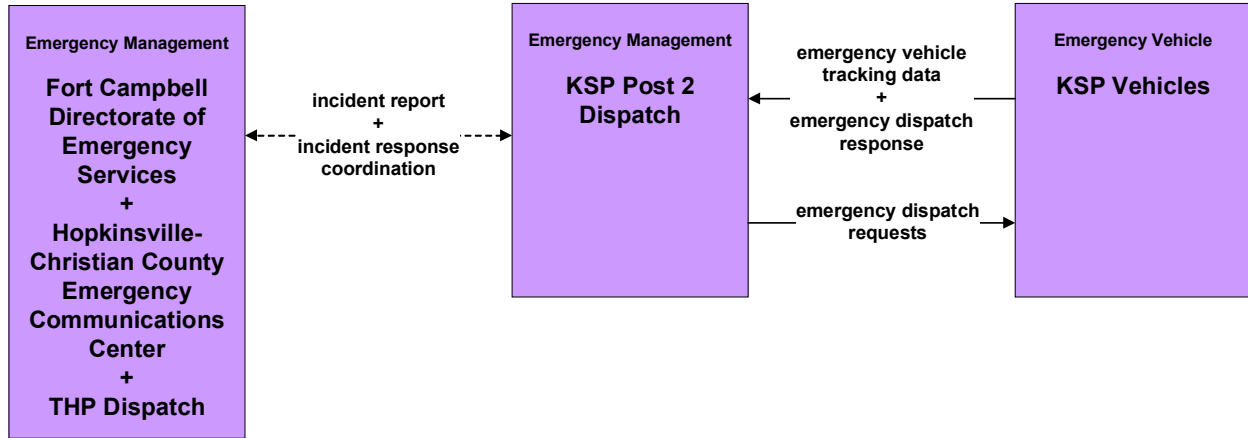 Emergency Management
Fort Campbell
Directorate of
Emergency
Services
+
Hopkinsville-
Christian County
Emergency
Communications
Center
+
THP Dispatch
incident report
+
incident response
coordination
Emergency Management
KSP Post 2
Dispatch
emergency vehicle
tracking data
+
emergency dispatch
response
emergency dispatch
requests
Emergency Vehicle
KSP Vehicles